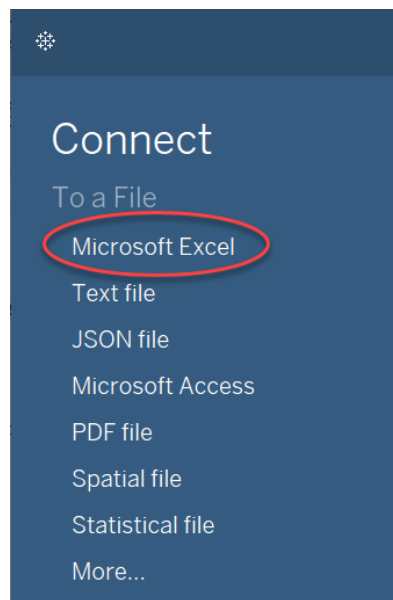 Connect
To a File
Microsoft Excel
Text file
JSON file
Microsoft Access
PDF file
Spatial file
Statistical file
More...